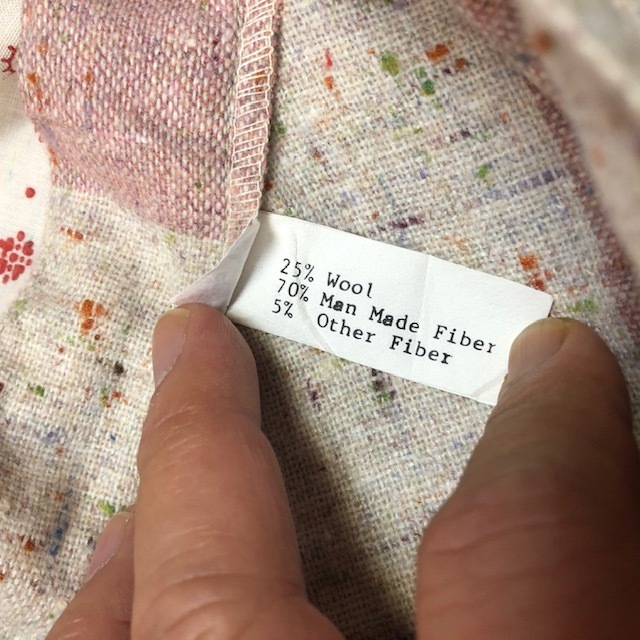 25% Wool
70% Man Made Fiber
5% Other Fiber